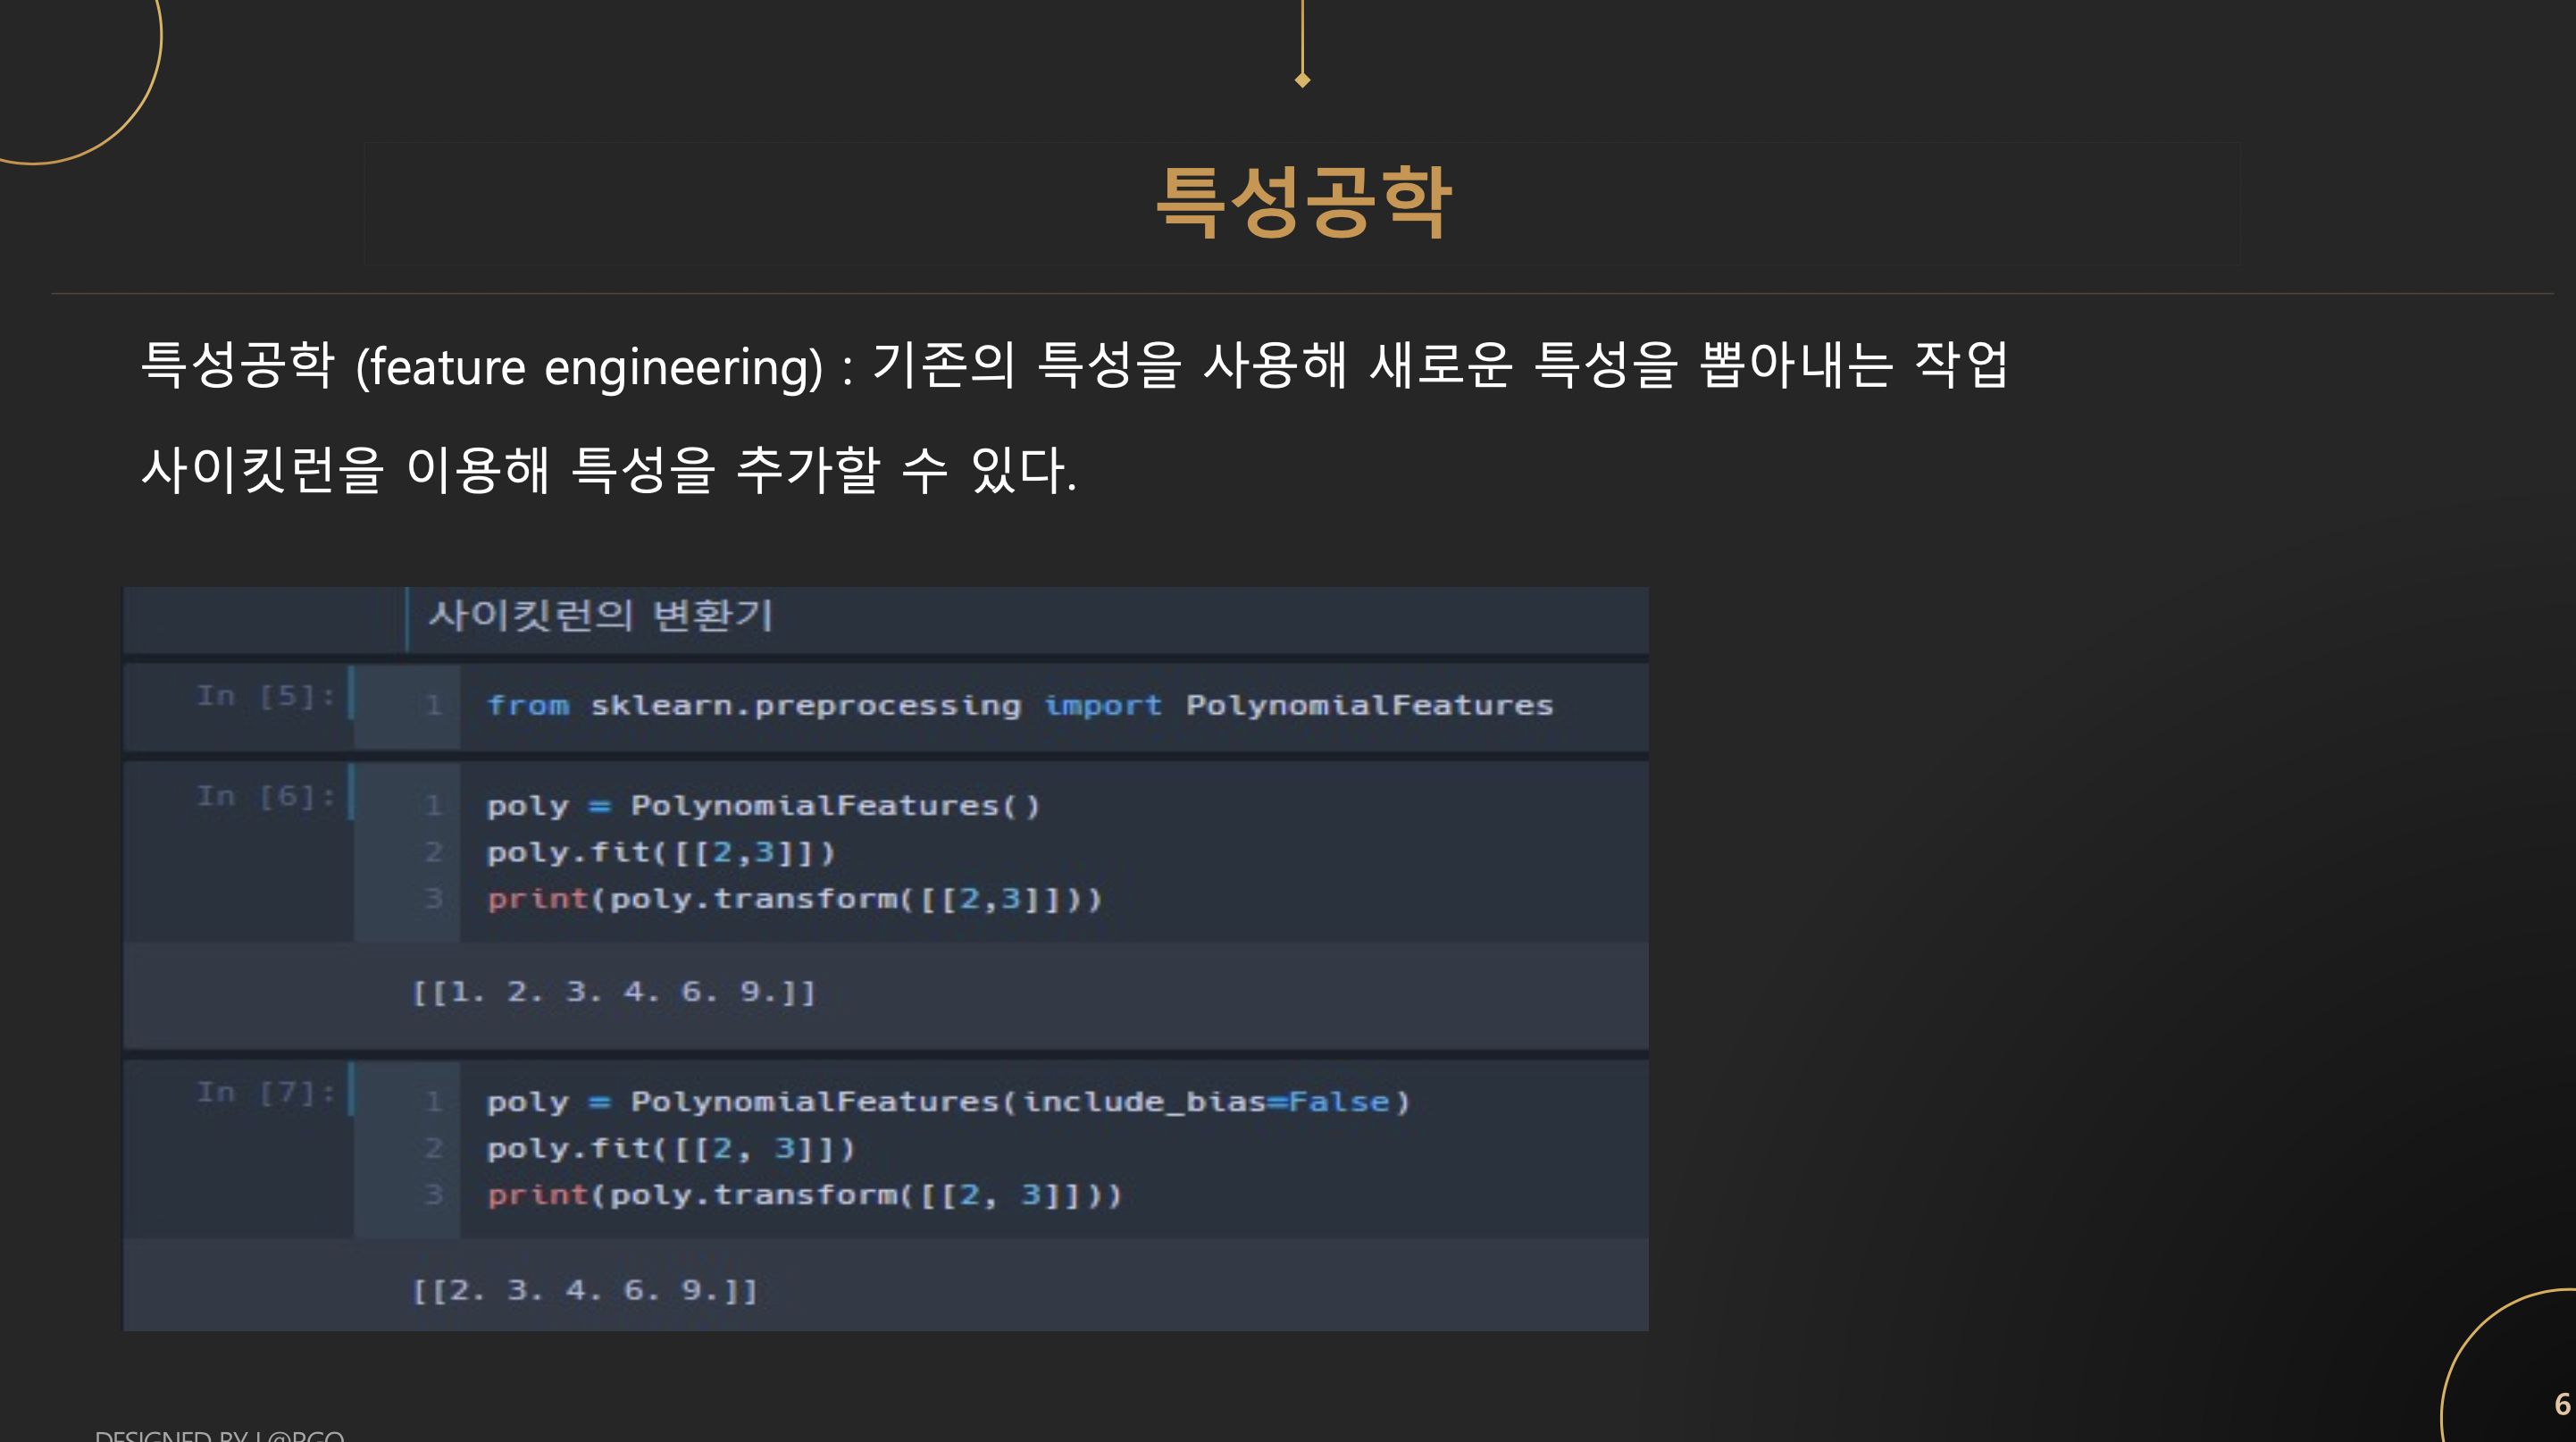 특성공학
특성공학 (feature engineering) : 기존의 특성을 사용해 새로운 특성을 뽑아내는 작업
사이킷런을 이용해 특성을 추가할 수 있다.
사이킷런의 변환기
In [5]: 1 from sklearn.preprocessing import PolynomialFeatures
In [6]: 1 poly = PolynomialFeatures()
2 poly.fit([[2,3]])
3 print(poly.transform([[2,3]]))
[[1. 2. 3. 4. 6. 9.]]
In [7]: 1 poly = PolynomialFeatures(include_bias=False)
2 poly.fit([[2, 3]])
3 print(poly.transform([[2, 3]]))
[[2. 3. 4. 6. 9.]]
6
DESIGNED BY